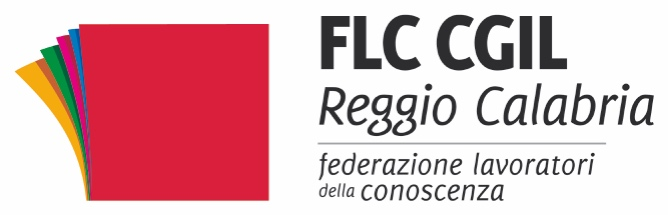 FLC CGIL
Reggio Calabria
federazione lavoratori
della conoscenza